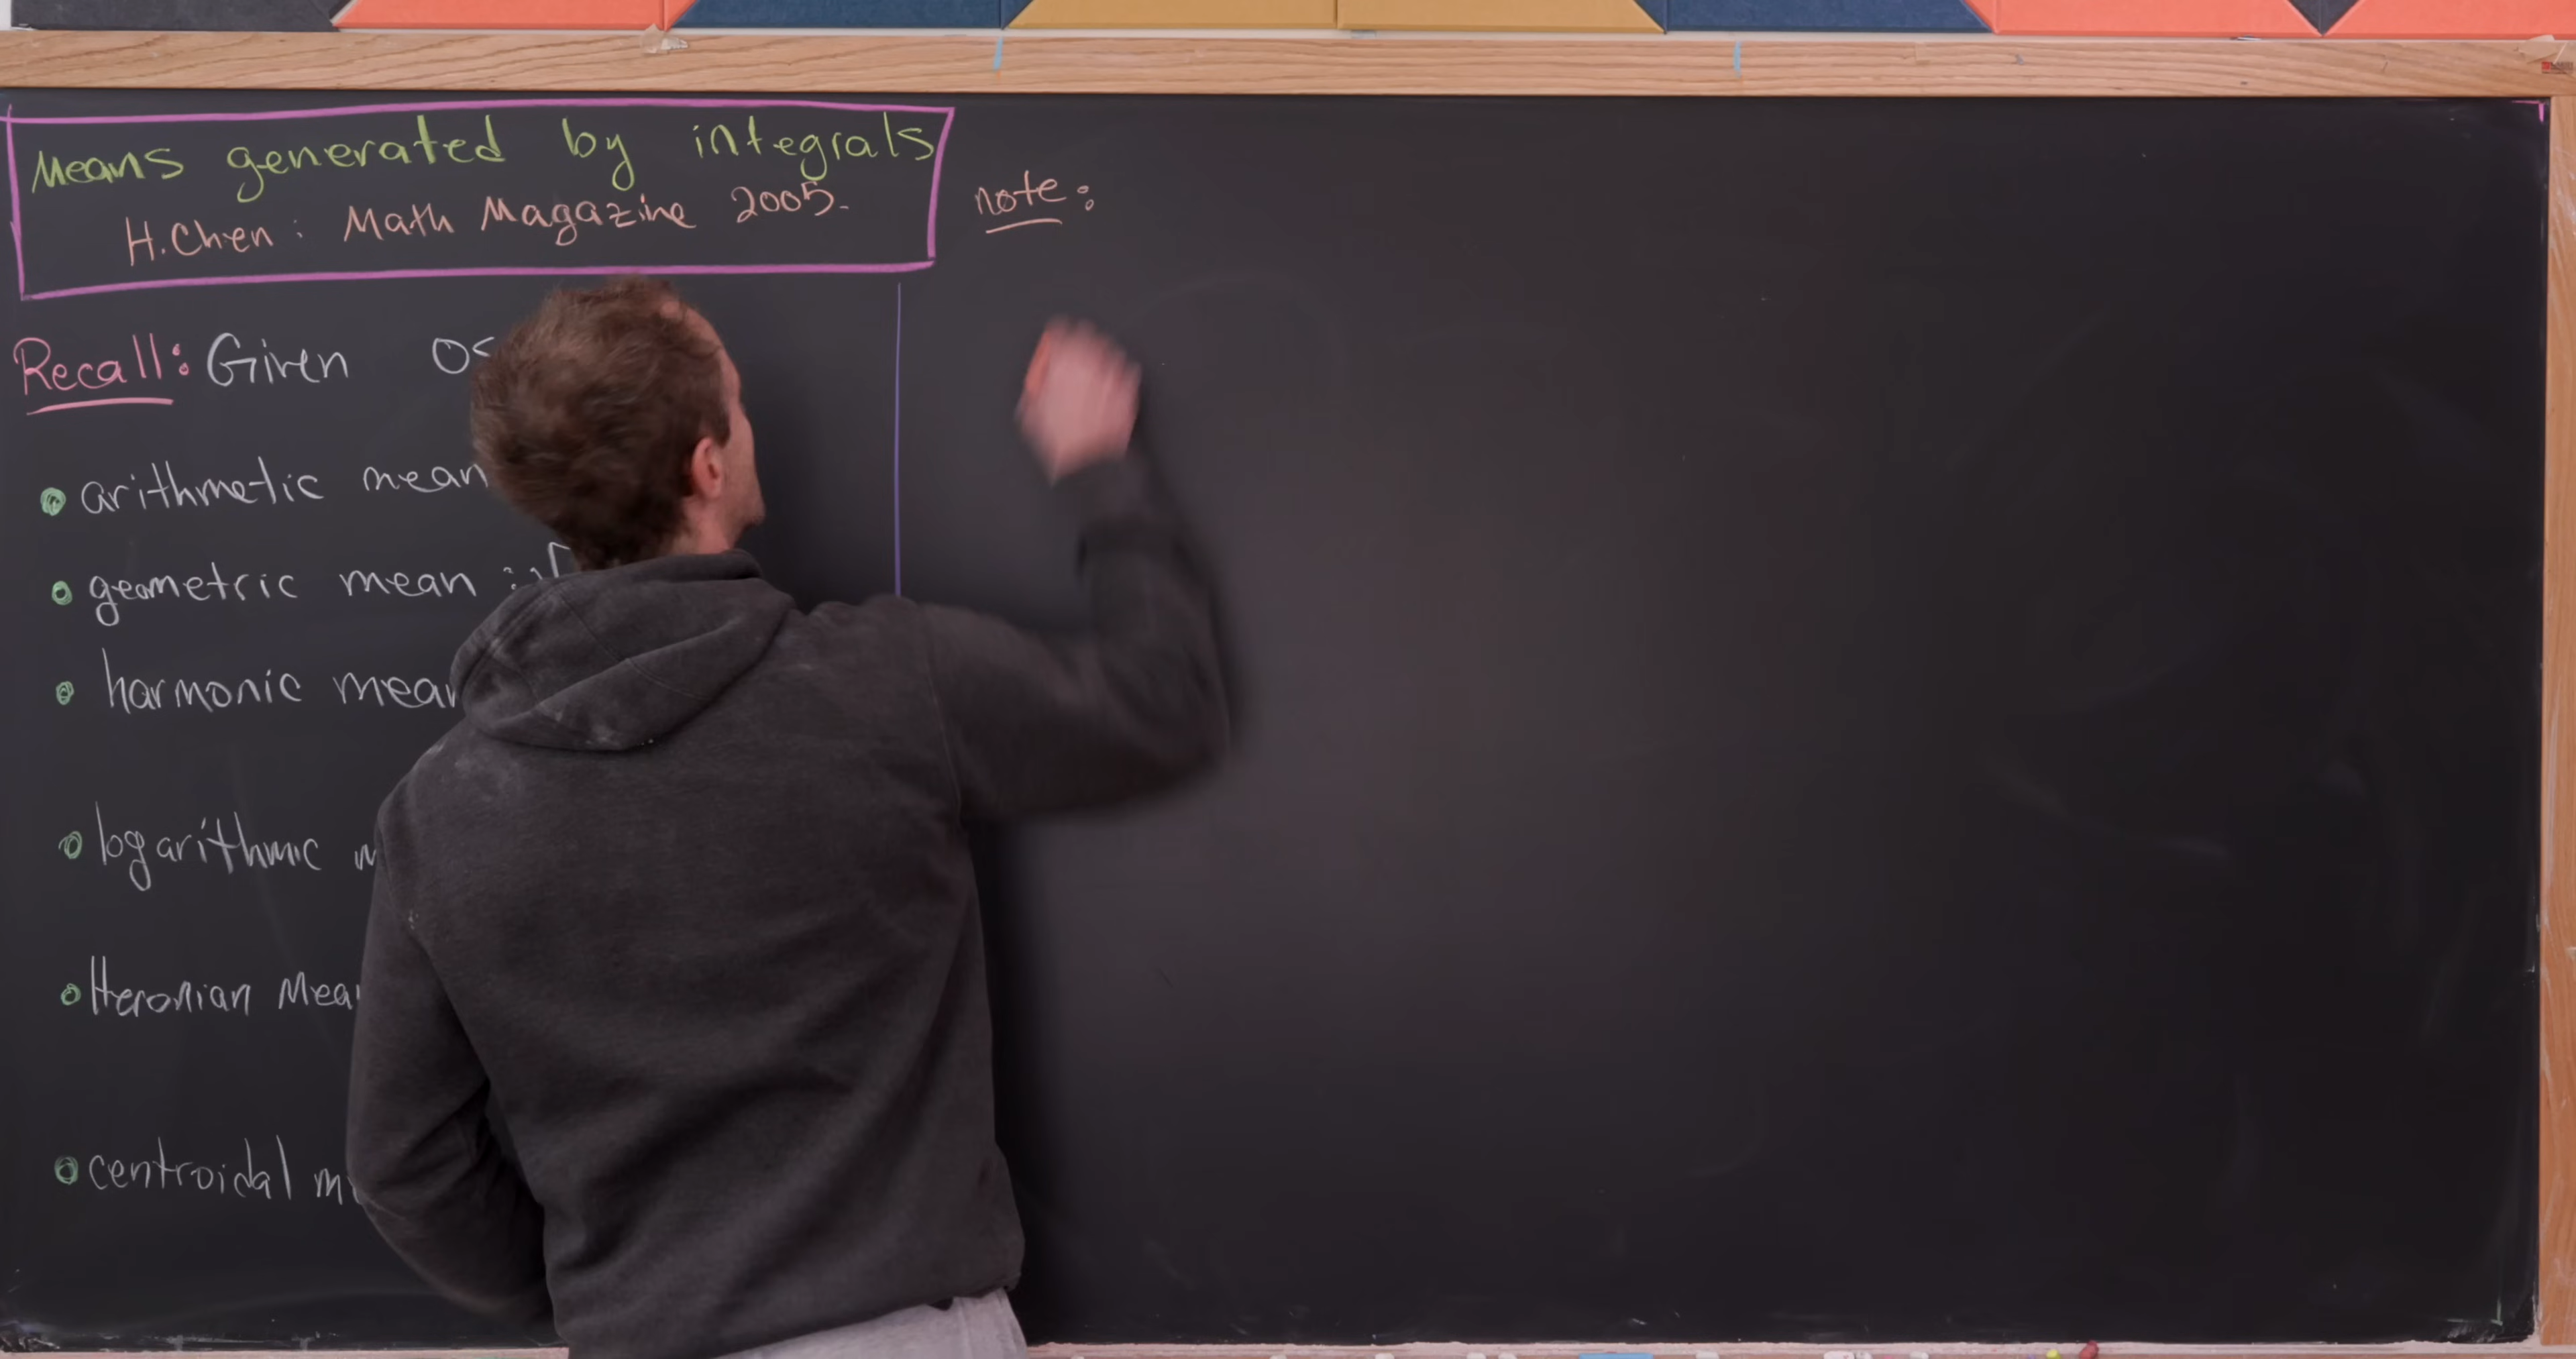 Means generated by integrals
H.Chen: Math Magazine 2005.
note:
Recall: Given
arithmetic mean
geometric mean :
harmonic mean
logarithmic
Heronian Mean
centroidal